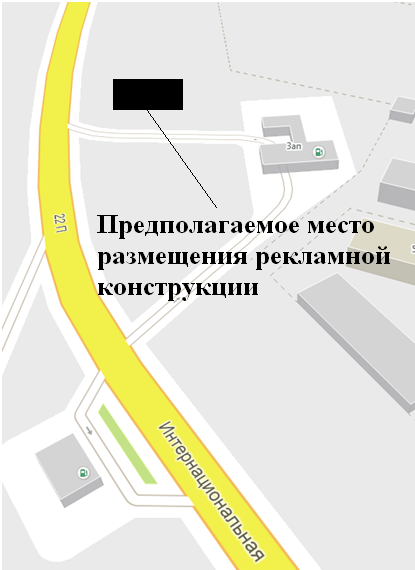 Зап
22 П
Предполагаемое место
размещения рекламной
конструкции
Интернациональная